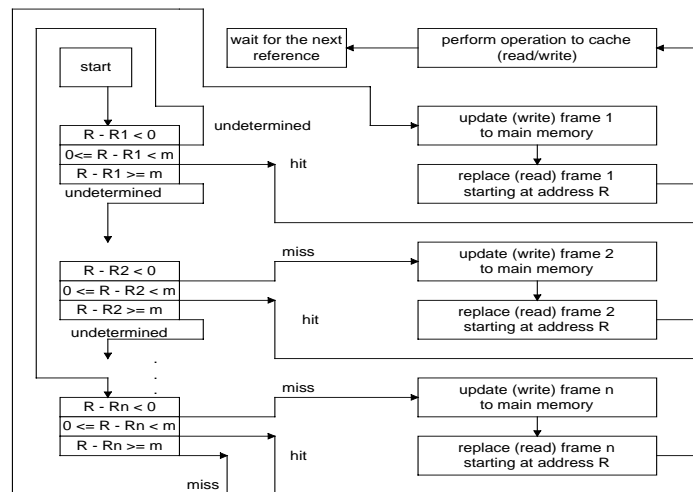 wait for the next
reference
perform operation to cache
(read/write)
start
undetermined
R - R1 < 0
0<= R - R1 < m
R - R1 >= m
hit
undetermined
update (write) frame 1
to main memory
replace (read) frame 1
starting at address R
miss
R - R2 < 0
0 <= R - R2 < m
R - R2 >= m
hit
undetermined
update (write) frame 2
to main memory
replace (read) frame 2
starting at address R
.
.
.
miss
R - Rn < 0
0 <= R - Rn < m
R - Rn >= m
hit
miss
update (write) frame n
to main memory
replace (read) frame n
starting at address R